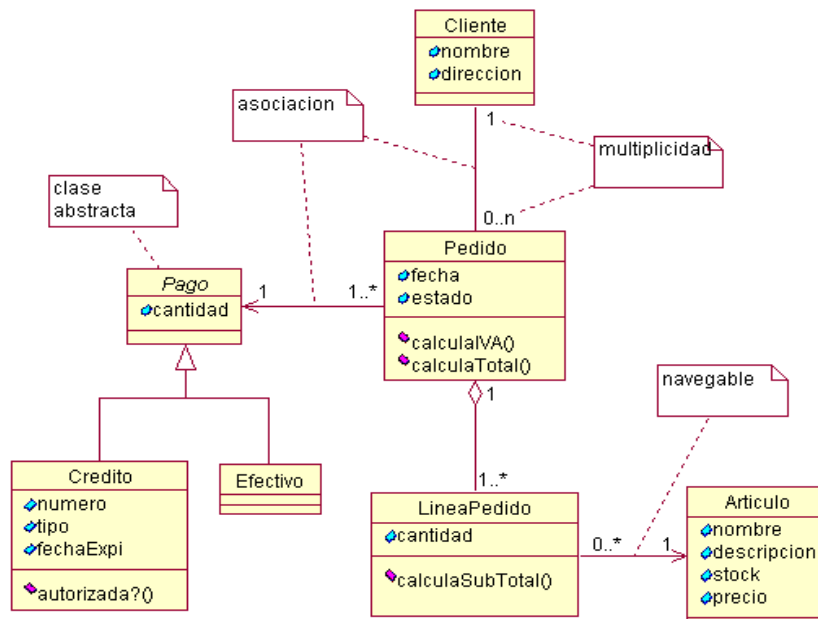 Cliente
nombre
direccion
asociacion
1
multiplicidad
clase
abstracta
0..n
Pedido
fecha
estado
calculaIVA()
calculaTotal()
Pago
cantidad
1
1..*
1
navegable
1..*
Credito
numero
tipo
fechaExpi
autorizada?()
Efectivo
LineaPedido
cantidad
calculaSubTotal()
0..*
1
Articulo
nombre
descripcion
stock
precio